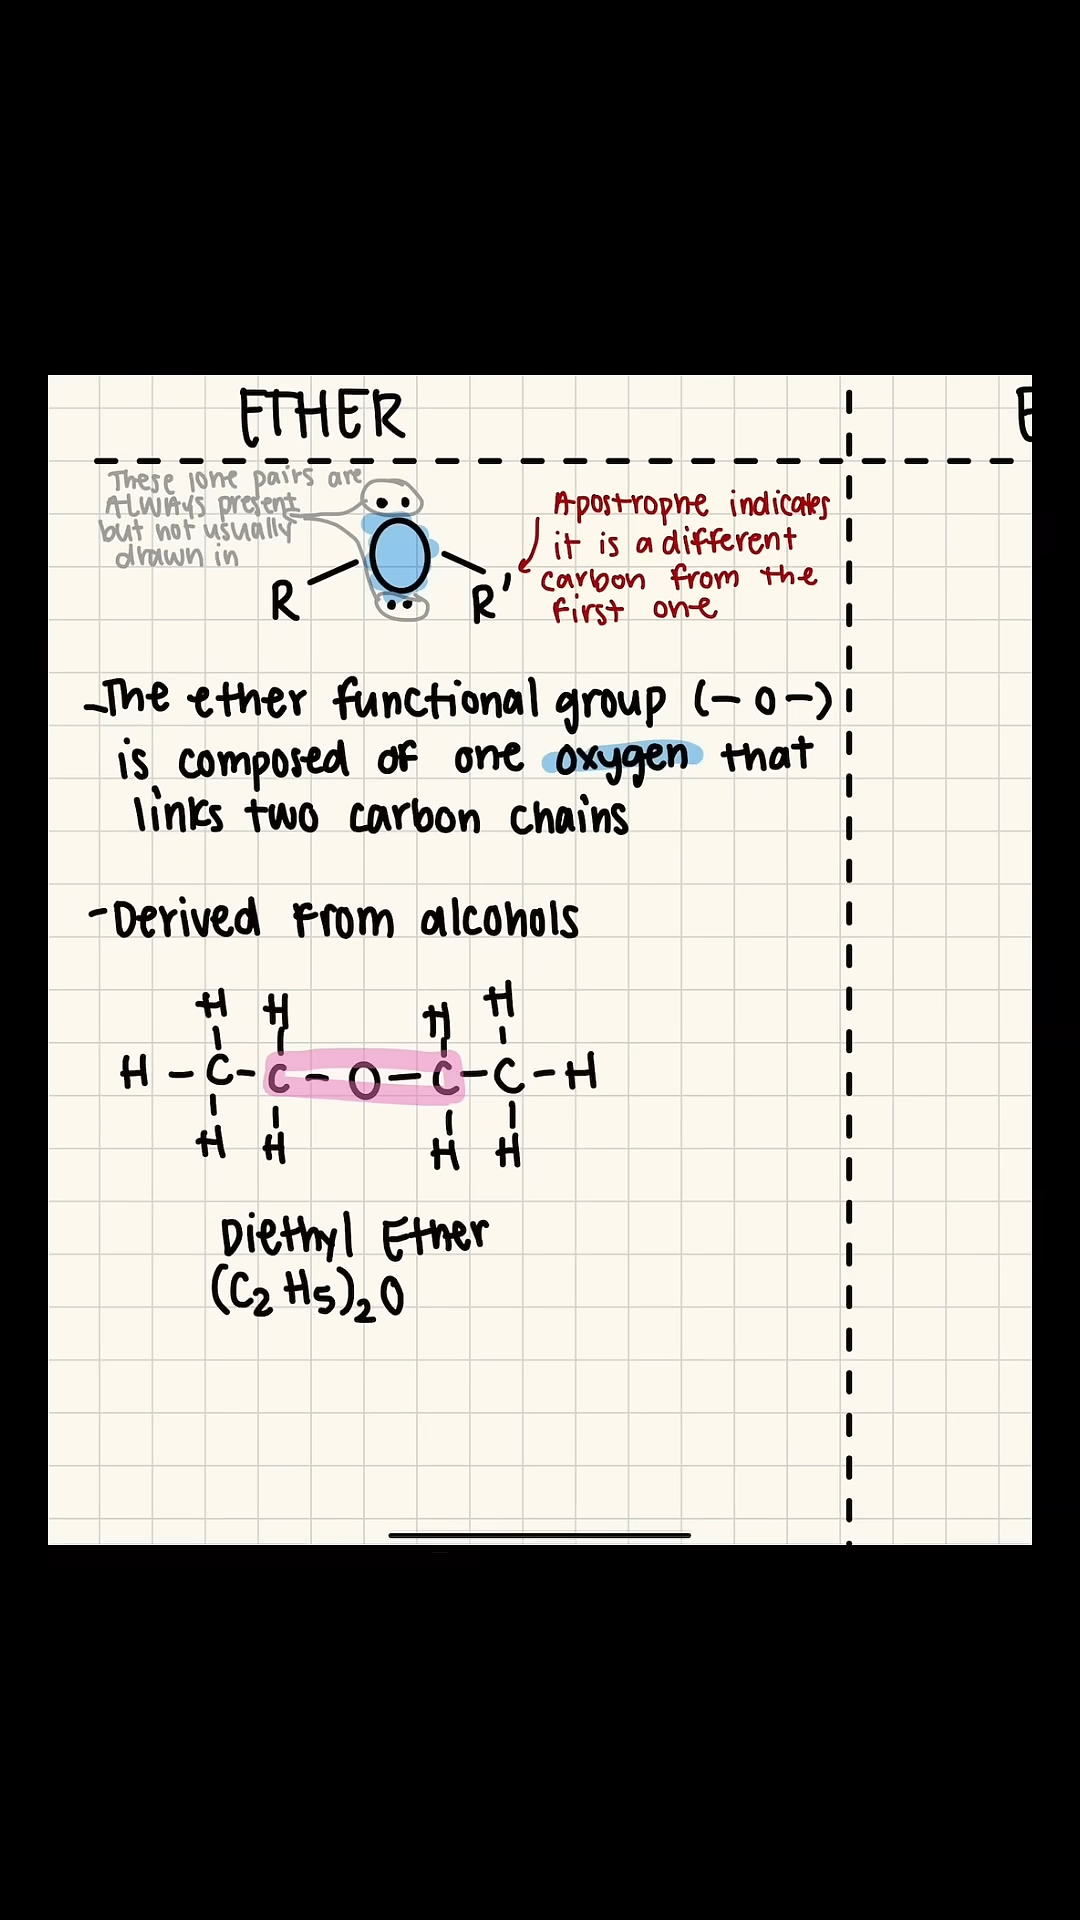 ETHER
E
These lone pairs are
ALWAYS present
but not usually
drawn in
Apostrophe indicates
it is a different
carbon from the
first one
R O R'
-The ether functional group (-O-)
is composed of one oxygen that
links two carbon chains
-Derived from alcohols
H H H H
H-C-C-O-C-C-H
H H H H
Diethyl Ether
(C₂H₅)₂O